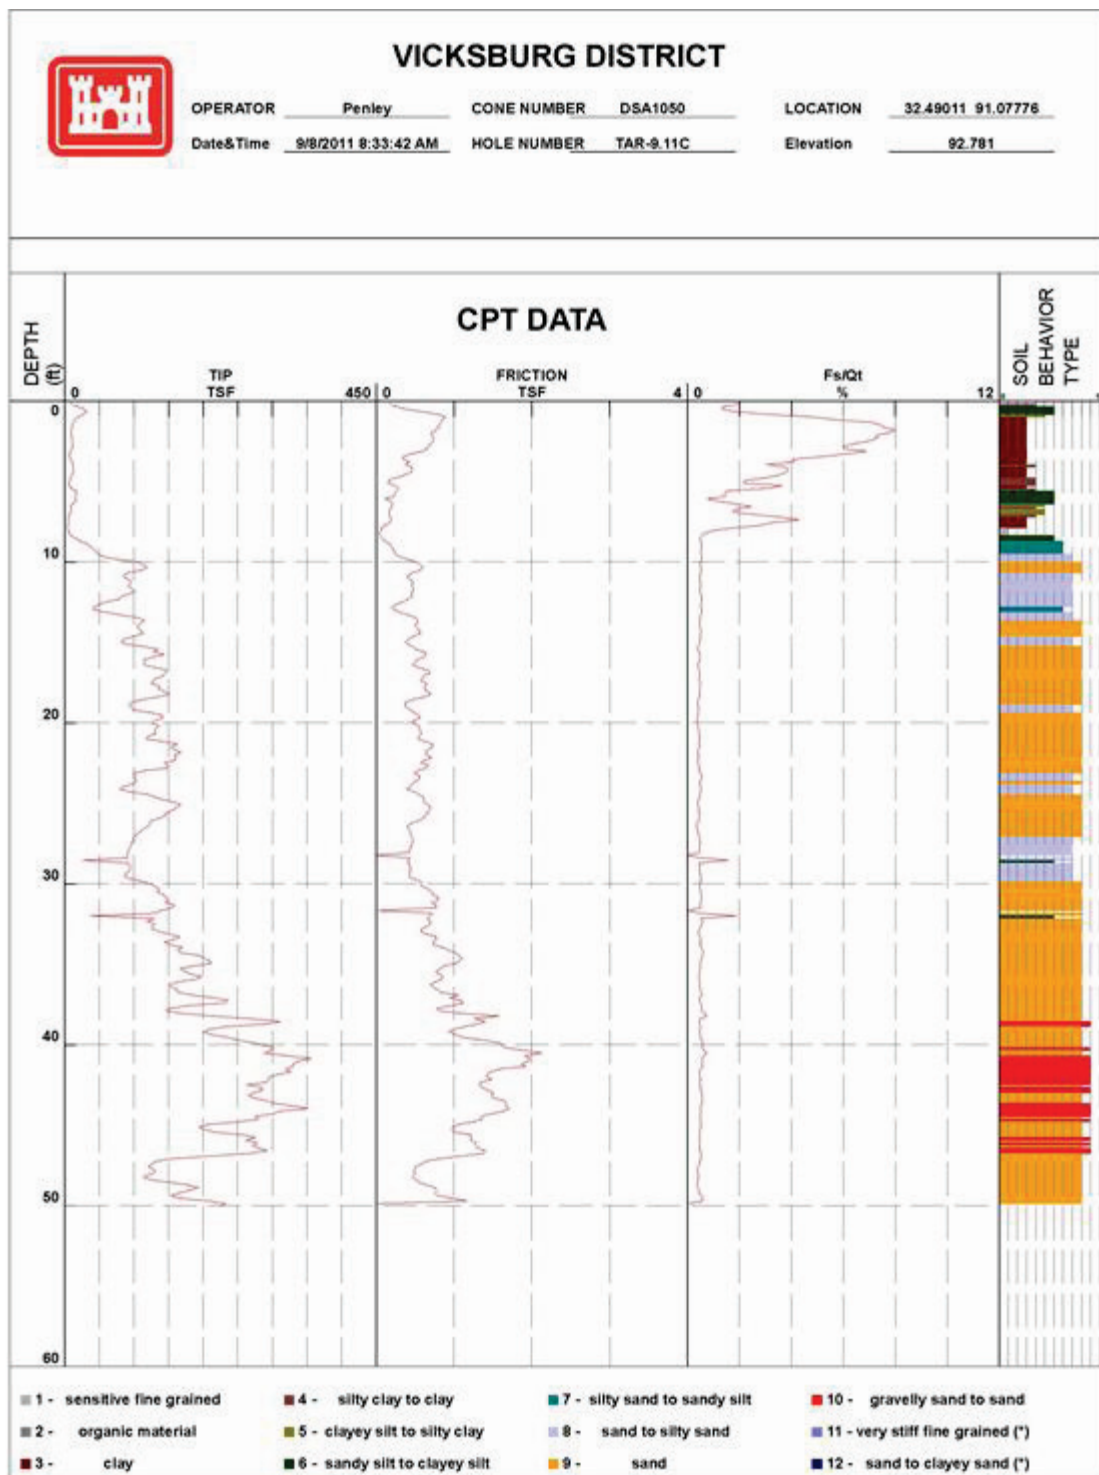 VICKSBURG DISTRICT
OPERATOR Penley CONE NUMBER DSA1050 LOCATION 32.49011 91.07776
Date&Time 9/8/2011 8:33:42 AM HOLE NUMBER TAR-9.11C Elevation 92.781
CPT DATA
DEPTH
(ft)
TIP
TSF
0 450
FRICTION
TSF
0 4
Fs/Qt
%
0 12
SOIL
BEHAVIOR
TYPE
0
10
20
30
40
50
60
1 - sensitive fine grained 4 - silty clay to clay 7 - silty sand to sandy silt 10 - gravelly sand to sand
2 - organic material 5 - clayey silt to silty clay 8 - sand to silty sand 11 - very stiff fine grained (*)
3 - clay 6 - sandy silt to clayey silt 9 - sand 12 - sand to clayey sand (*)